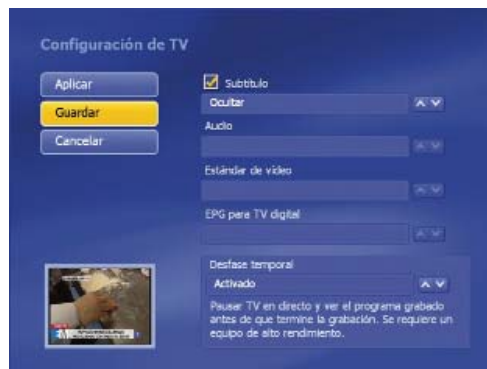 Configuración de TV
Aplicar
Guardar
Cancelar
Subtítulo
Ocultar
Audio
Estándar de vídeo
EPG para TV digital
Desfase temporal
Activado
Pausar TV en directo y ver el programa grabado
antes de que termine la grabación. Se requiere un
equipo de alto rendimiento.